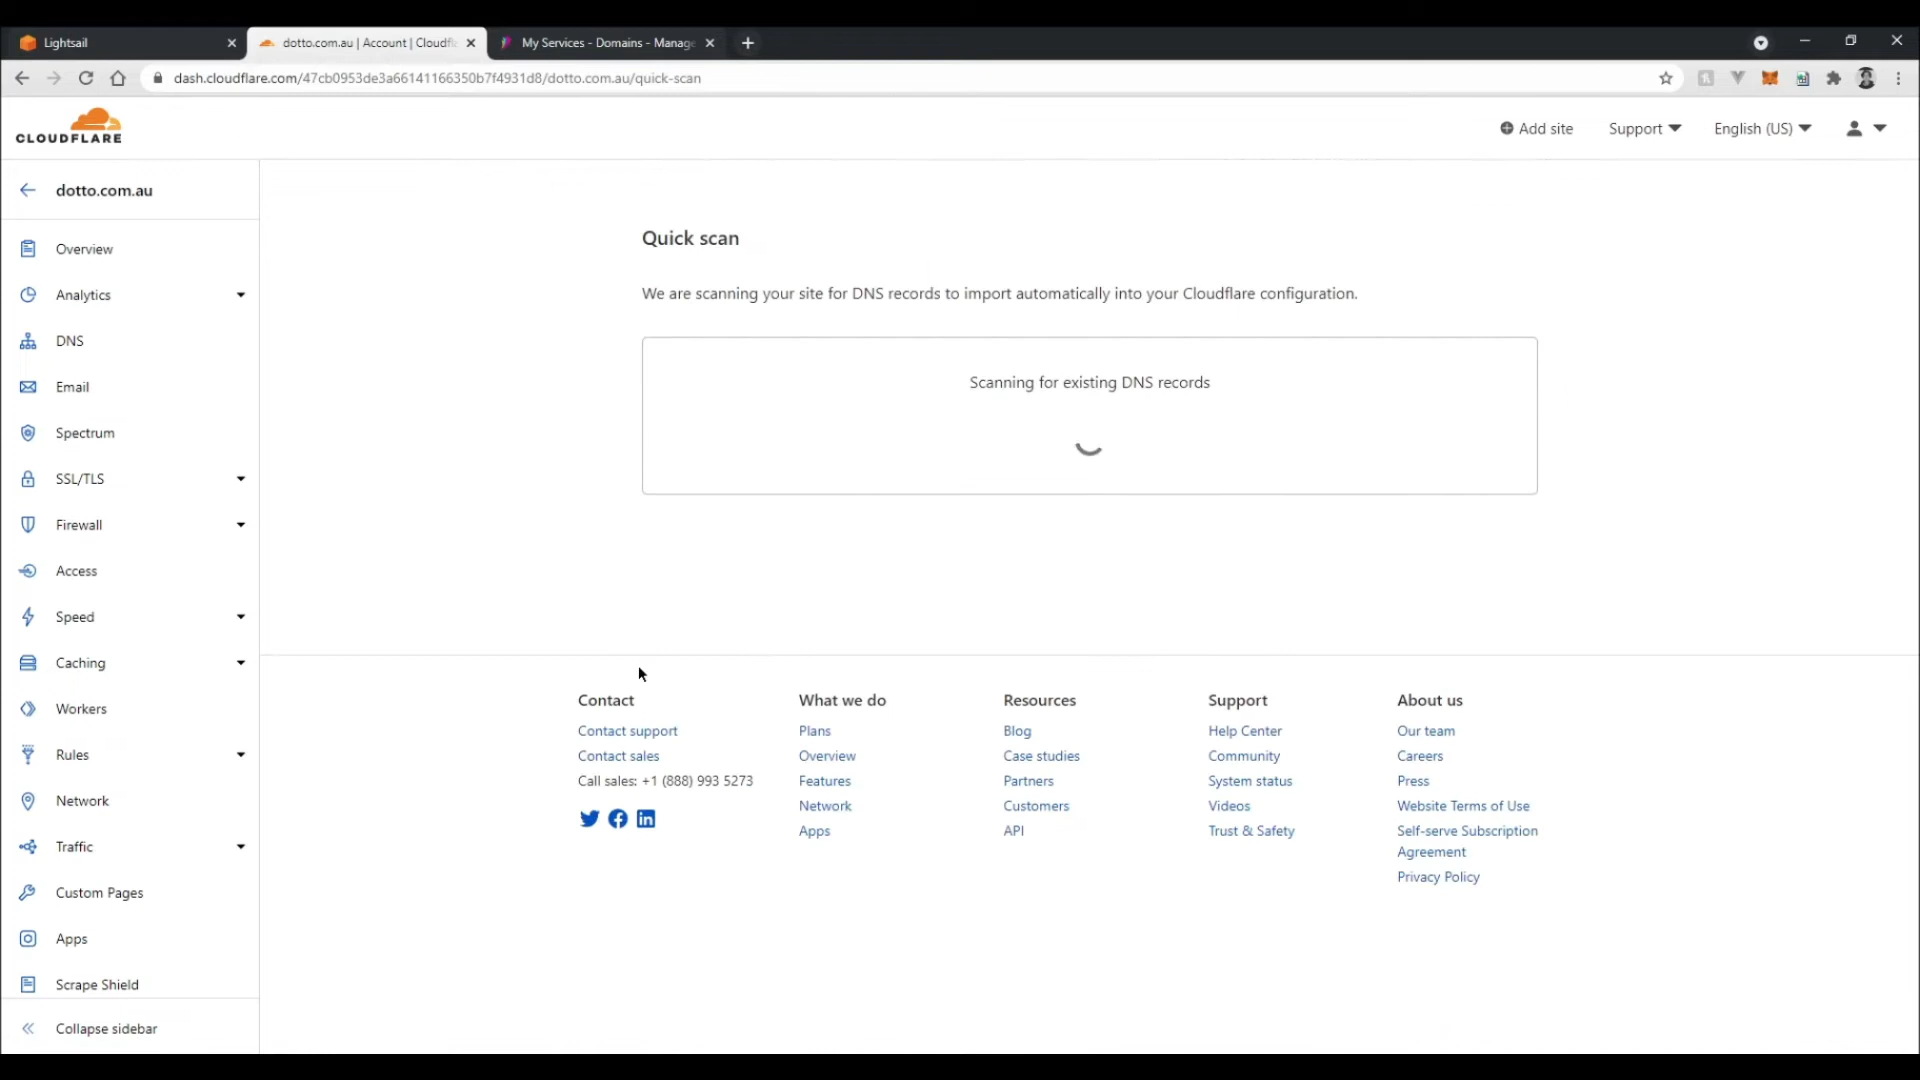 Lightsail
dotto.com.au | Account | Cloudfl
My Services - Domains - Manage
dash.cloudflare.com/47cb0953de3a66141166350b7f4931d8/dotto.com.au/quick-scan
CLOUDFLARE
Add site
Support
English (US)
dotto.com.au
Overview
Analytics
DNS
Email
Spectrum
SSL/TLS
Firewall
Access
Speed
Caching
Workers
Rules
Network
Traffic
Custom Pages
Apps
Scrape Shield
Collapse sidebar
Quick scan
We are scanning your site for DNS records to import automatically into your Cloudflare configuration.
Scanning for existing DNS records
Contact
Contact support
Contact sales
Call sales: +1 (888) 993 5273
What we do
Plans
Overview
Features
Network
Apps
Resources
Blog
Case studies
Partners
Customers
API
Support
Help Center
Community
System status
Videos
Trust & Safety
About us
Our team
Careers
Press
Website Terms of Use
Self-serve Subscription
Agreement
Privacy Policy